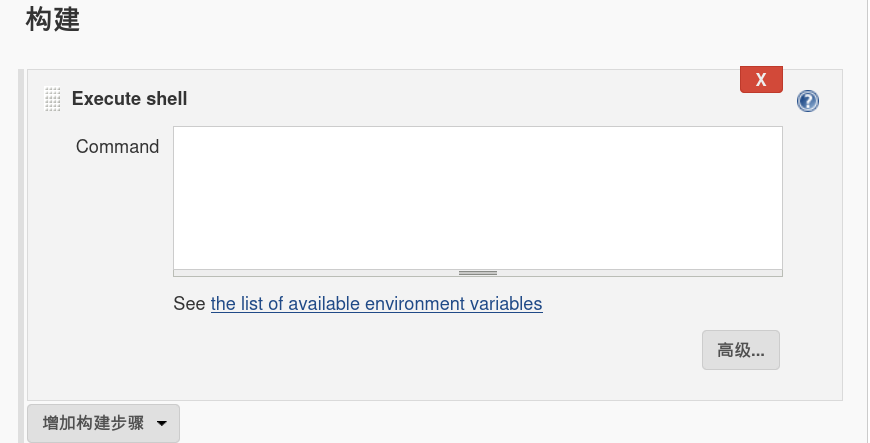 构建
X
Execute shell
?
Command
See the list of available environment variables
高级...
增加构建步骤